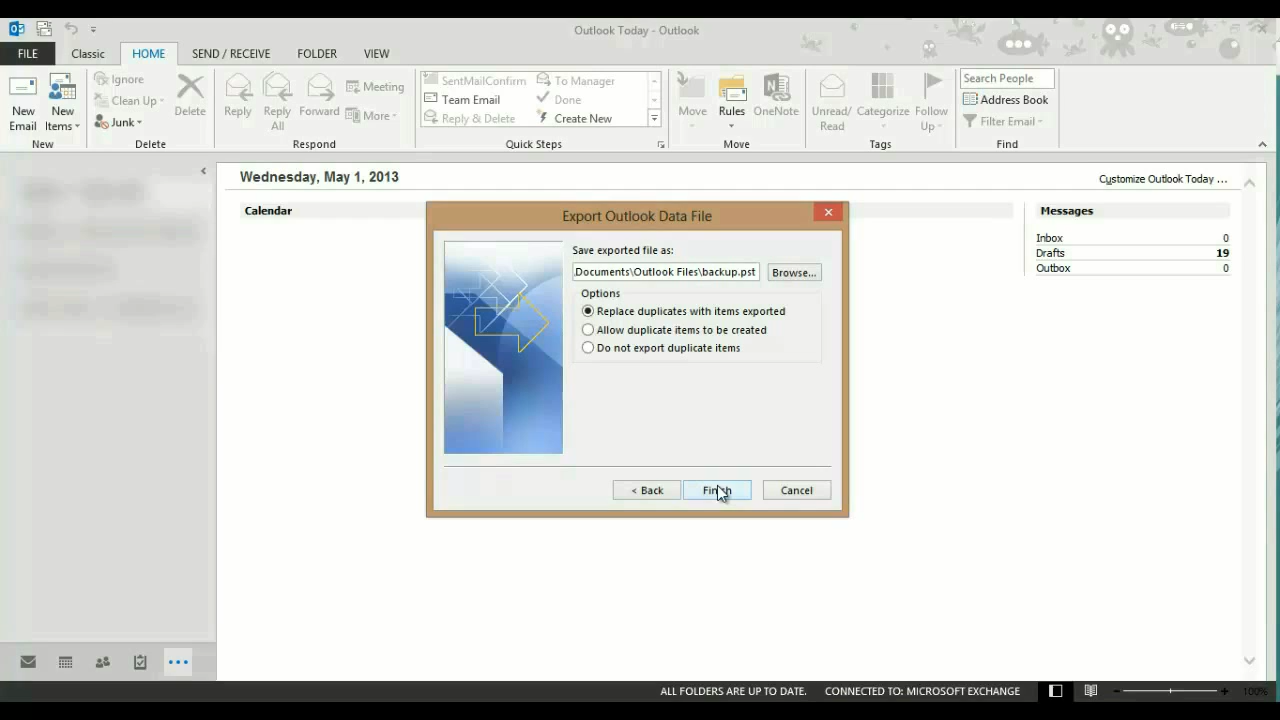 Outlook Today - Outlook
FILE Classic HOME SEND / RECEIVE FOLDER VIEW
New Email
New Items
New
Ignore
Clean Up
Junk
Delete
Delete
Reply
Reply All
Forward
Meeting
More
Respond
SentMailConfirm
Team Email
Reply & Delete
To Manager
Done
Create New
Quick Steps
Move
Rules
OneNote
Move
Unread/ Read
Categorize
Follow Up
Tags
Search People
Address Book
Filter Email
Find
Wednesday, May 1, 2013
Customize Outlook Today ...
Calendar
Messages
Inbox 0
Drafts 19
Outbox 0
Export Outlook Data File
Save exported file as:
Documents\Outlook Files\backup.pst
Browse...
Options
Replace duplicates with items exported
Allow duplicate items to be created
Do not export duplicate items
< Back
Finish
Cancel
ALL FOLDERS ARE UP TO DATE. CONNECTED TO: MICROSOFT EXCHANGE 100%